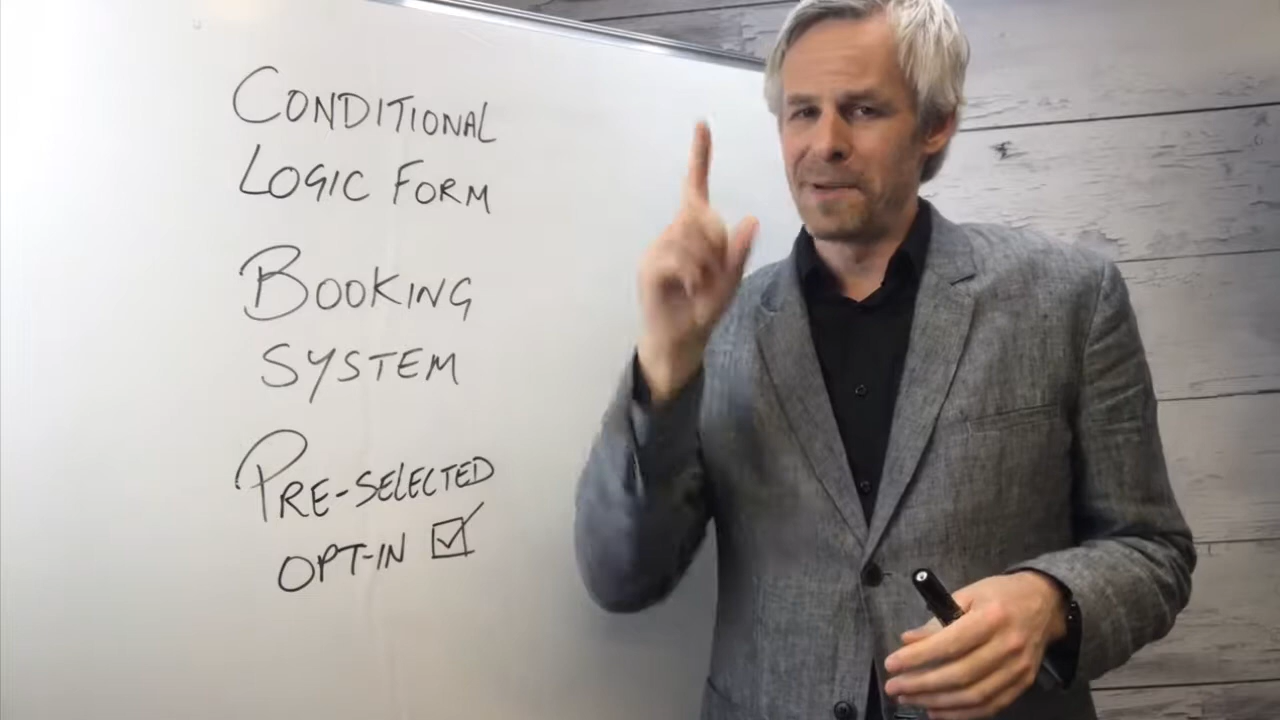 CONDITIONAL
LOGIC FORM
BOOKING
SYSTEM
PRE-SELECTED
OPT-IN ☑